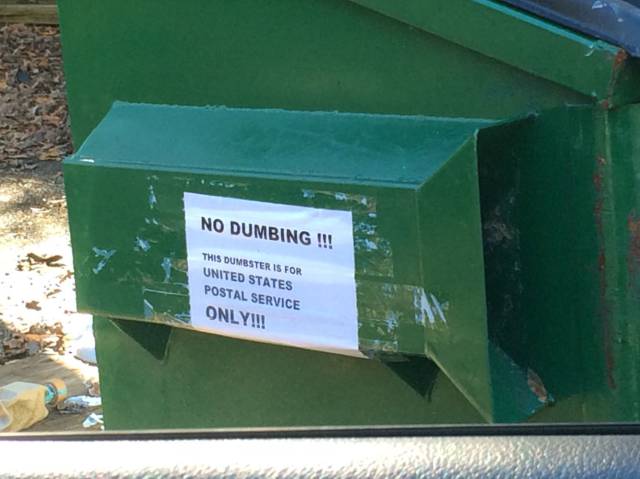 NO DUMBING !!!
THIS DUMBSTER IS FOR
UNITED STATES
POSTAL SERVICE
ONLY!!!